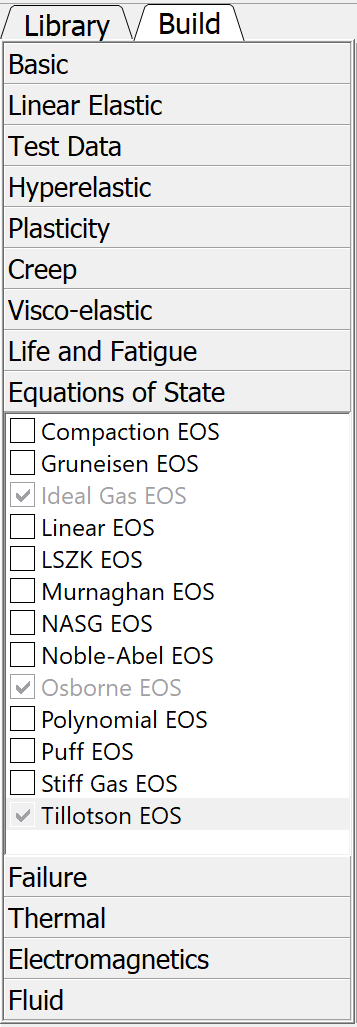 Library Build
Basic
Linear Elastic
Test Data
Hyperelastic
Plasticity
Creep
Visco-elastic
Life and Fatigue
Equations of State
Compaction EOS
Gruneisen EOS
Ideal Gas EOS
Linear EOS
LSZK EOS
Murnaghan EOS
NASG EOS
Noble-Abel EOS
Osborne EOS
Polynomial EOS
Puff EOS
Stiff Gas EOS
Tillotson EOS
Failure
Thermal
Electromagnetics
Fluid